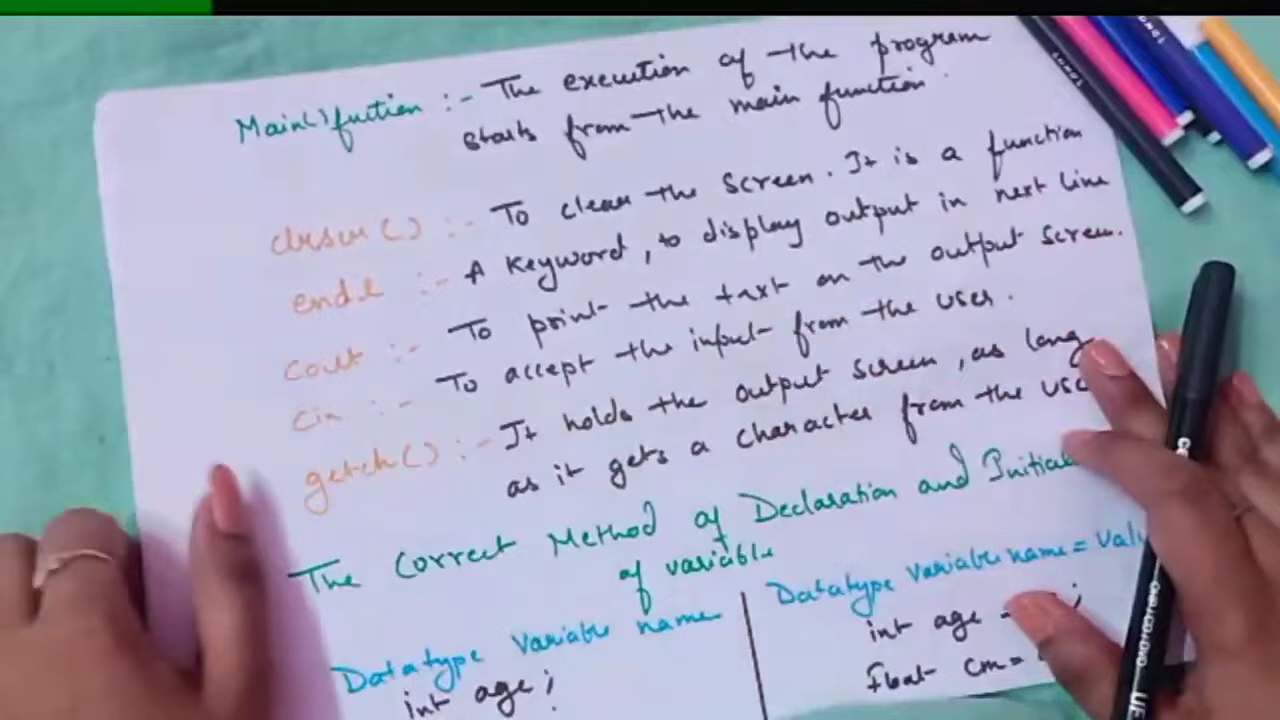 Main() fuction :- The execution of the program
starts from the main function.
clrscr() :- To clear the screen. It is a function
endl :- A keyword, to display output in next line
cout :- To print the text on the output screen.
cin :- To accept the input from the user.
getch() :- It holds the output screen, as long
as it gets a character from the use
The Correct Method of Declaration and Initial
of variable
Datatype variable name
int age;
Datatype variable name = Val
int age = ;
float cm =